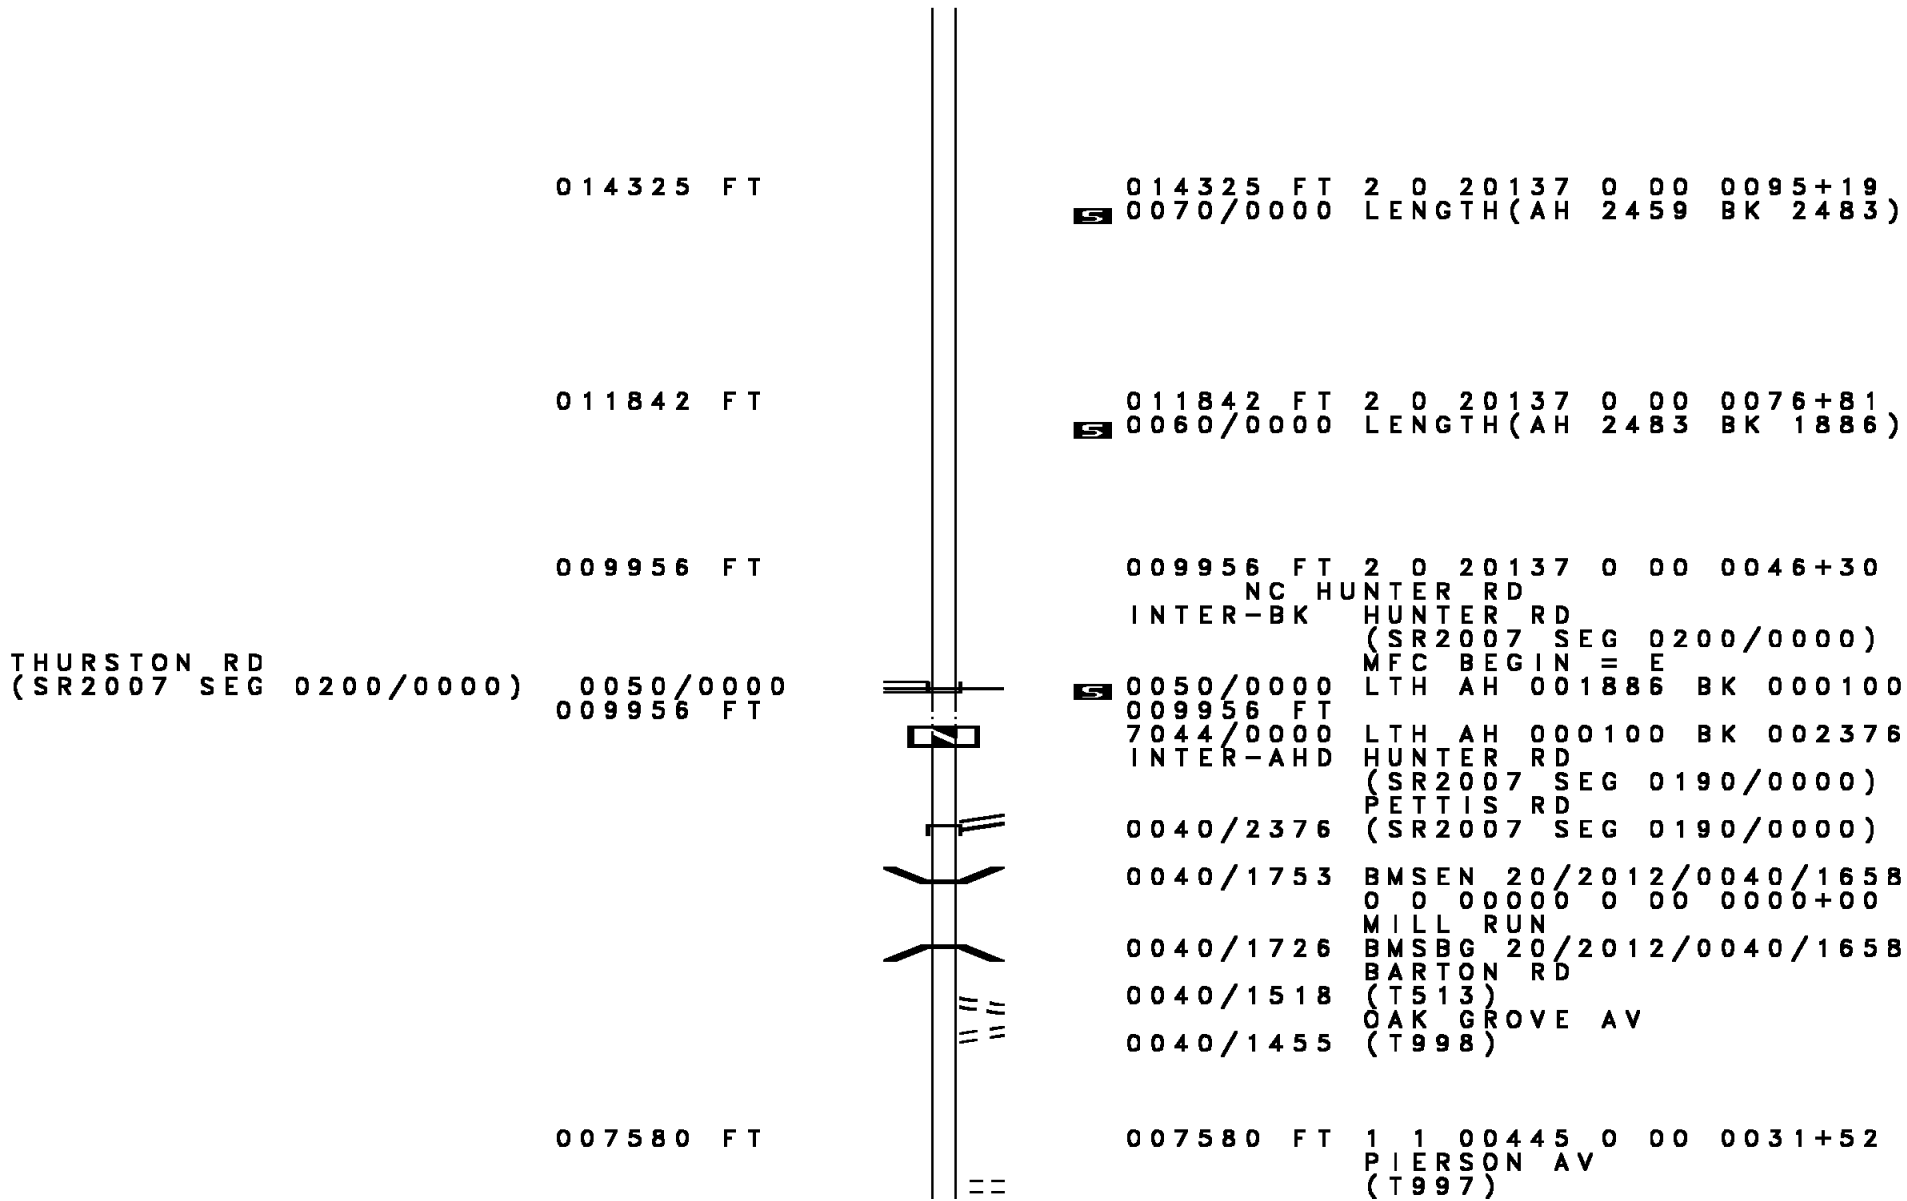 014325 FT
014325 FT 2 0 20137 0 00 0095+19
S 0070/0000 LENGTH(AH 2459 BK 2483)
011842 FT
011842 FT 2 0 20137 0 00 0076+81
S 0060/0000 LENGTH(AH 2483 BK 1886)
009956 FT
009956 FT 2 0 20137 0 00 0046+30
NC HUNTER RD
INTER-BK HUNTER RD
(SR2007 SEG 0200/0000)
MFC BEGIN = E
THURSTON RD
(SR2007 SEG 0200/0000) 0050/0000
009956 FT
S 0050/0000 LTH AH 001886 BK 000100
009956 FT
7044/0000 LTH AH 000100 BK 002376
INTER-AHD HUNTER RD
(SR2007 SEG 0190/0000)
PETTIS RD
0040/2376 (SR2007 SEG 0190/0000)
0040/1753 BMSEN 20/2012/0040/1658
0 0 00000 0 00 0000+00
MILL RUN
0040/1726 BMSBG 20/2012/0040/1658
BARTON RD
0040/1518 (T513)
OAK GROVE AV
0040/1455 (T998)
007580 FT
007580 FT 1 1 00445 0 00 0031+52
PIERSON AV
(T997)